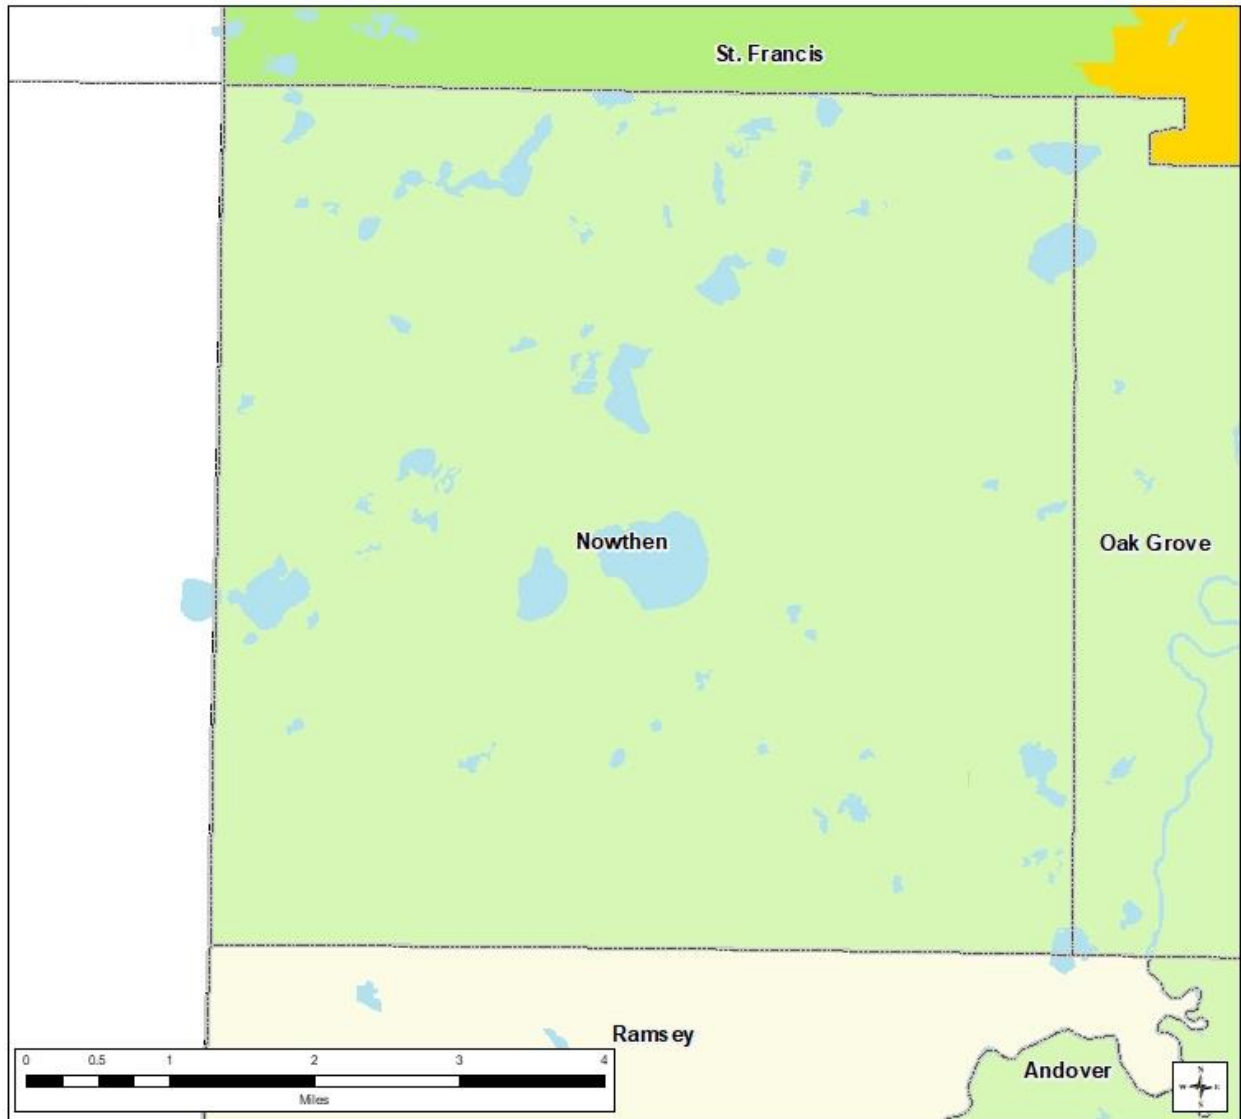 St. Francis
Nowthen
Oak Grove
Ramsey
Andover
0 0.5 1 2 3 4
Miles
N
W E
S